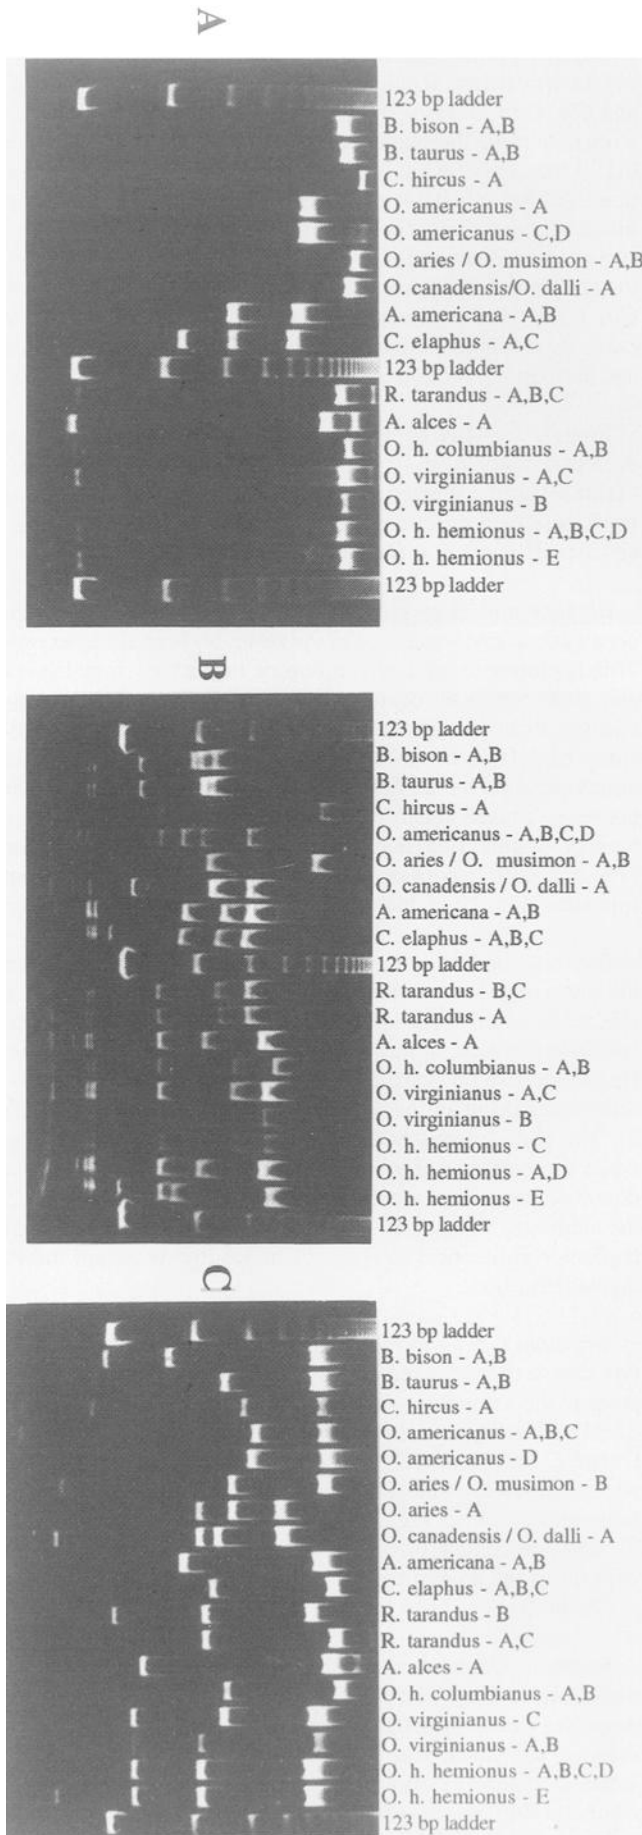 A
123 bp ladder
B. bison - A,B
B. taurus - A,B
C. hircus - A
O. americanus - A
O. americanus - C,D
O. aries / O. musimon - A,B
O. canadensis/O. dalli - A
A. americana - A,B
C. elaphus - A,C
123 bp ladder
R. tarandus - A,B,C
A. alces - A
O. h. columbianus - A,B
O. virginianus - A,C
O. virginianus - B
O. h. hemionus - A,B,C,D
O. h. hemionus - E
123 bp ladder
B
123 bp ladder
B. bison - A,B
B. taurus - A,B
C. hircus - A
O. americanus - A,B,C,D
O. aries / O. musimon - A,B
O. canadensis / O. dalli - A
A. americana - A,B
C. elaphus - A,B,C
123 bp ladder
R. tarandus - B,C
R. tarandus - A
A. alces - A
O. h. columbianus - A,B
O. virginianus - A,C
O. virginianus - B
O. h. hemionus - C
O. h. hemionus - A,D
O. h. hemionus - E
123 bp ladder
C
123 bp ladder
B. bison - A,B
B. taurus - A,B
C. hircus - A
O. americanus - A,B,C
O. americanus - D
O. aries / O. musimon - B
O. aries - A
O. canadensis / O. dalli - A
A. americana - A,B
C. elaphus - A,B,C
R. tarandus - B
R. tarandus - A,C
A. alces - A
O. h. columbianus - A,B
O. virginianus - C
O. virginianus - A,B
O. h. hemionus - A,B,C,D
O. h. hemionus - E
123 bp ladder